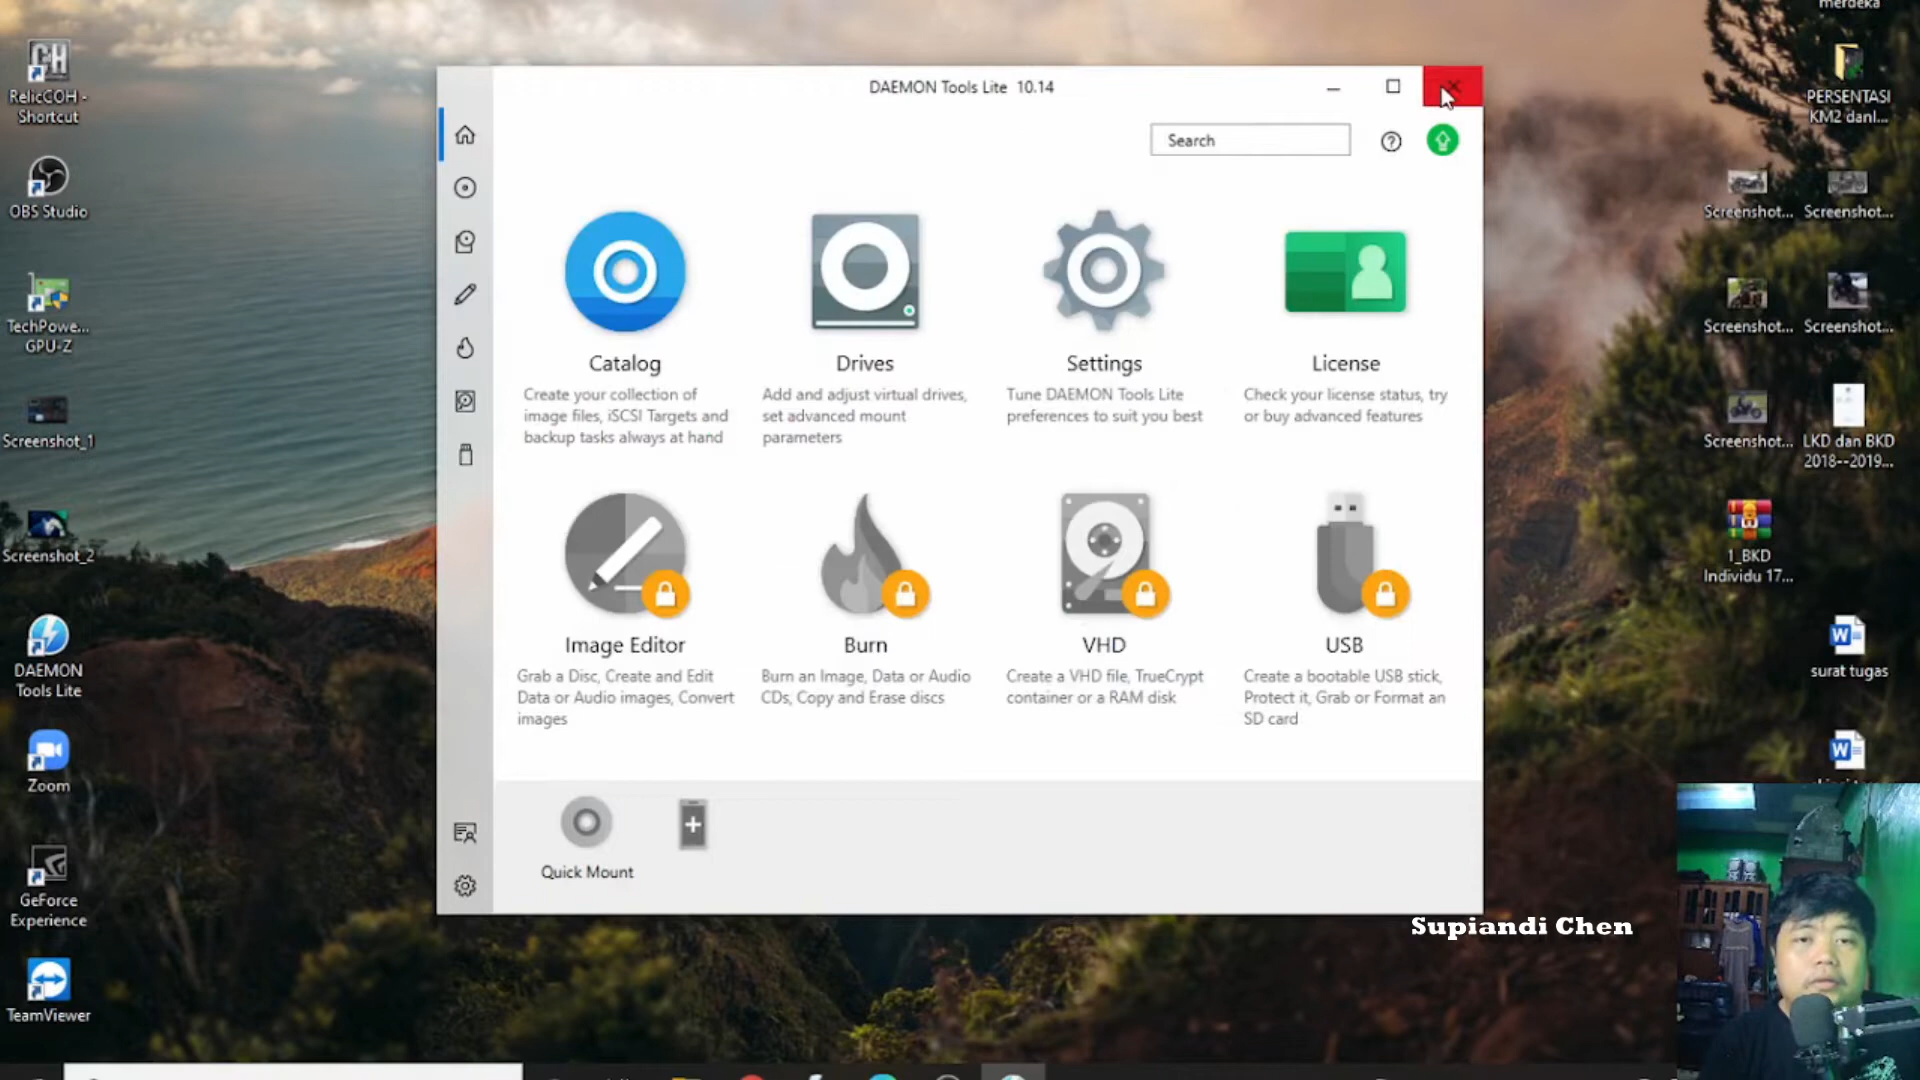 merdeka
RelicCOH -
Shortcut
OBS Studio
TechPowe...
GPU-Z
Screenshot_1
Screenshot_2
DAEMON
Tools Lite
Zoom
GeForce
Experience
TeamViewer
DAEMON Tools Lite 10.14
Search
Catalog
Create your collection of
image files, iSCSI Targets and
backup tasks always at hand
Drives
Add and adjust virtual drives,
set advanced mount
parameters
Settings
Tune DAEMON Tools Lite
preferences to suit you best
License
Check your license status, try
or buy advanced features
Image Editor
Grab a Disc, Create and Edit
Data or Audio images, Convert
images
Burn
Burn an Image, Data or Audio
CDs, Copy and Erase discs
VHD
Create a VHD file, TrueCrypt
container or a RAM disk
USB
Create a bootable USB stick,
Protect it, Grab or Format an
SD card
Quick Mount
PERSENTASI
KM2 danl...
Screenshot...
Screenshot...
Screenshot...
Screenshot...
Screenshot...
LKD dan BKD
2018--2019...
1_BKD
Individu 17...
surat tugas
Supiandi Chen